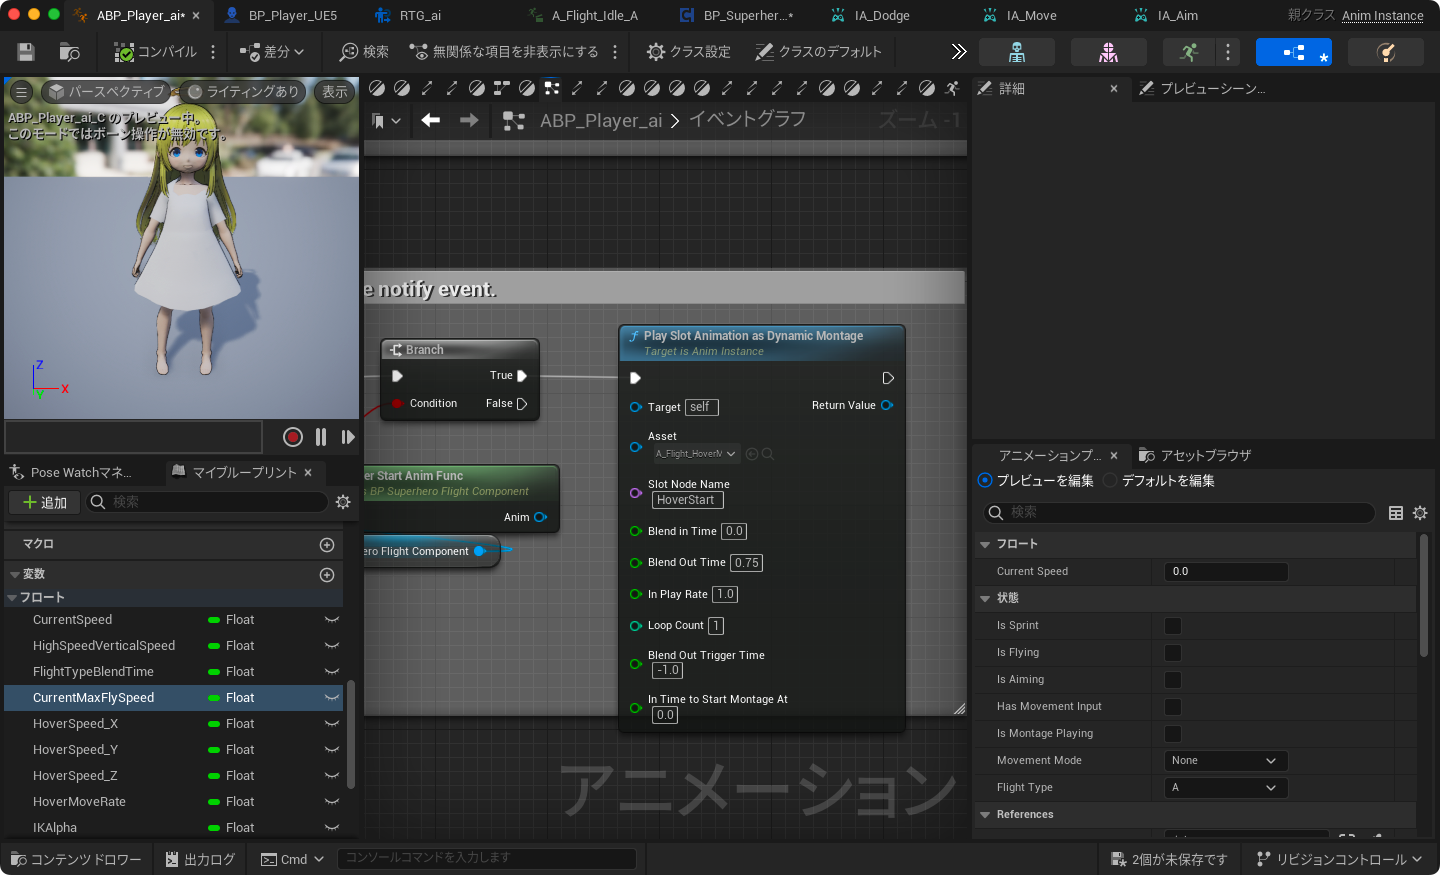 ABP_Player_ai*
BP_Player_UE5
RTG_ai
A_Flight_Idle_A
BP_Superher...*
IA_Dodge
IA_Move
IA_Aim
親クラス Anim Instance
コンパイル
差分
検索
無関係な項目を非表示にする
クラス設定
クラスのデフォルト
パースペクティブ
ライティングあり
表示
ABP_Player_ai_C のプレビュー中。
このモードではボーン操作が無効です。
Z
X
Y
ABP_Player_ai > イベントグラフ
ズーム -1
e notify event.
Branch
True
Condition
False
er Start Anim Func
s BP Superhero Flight Component
Anim
ero Flight Component
Play Slot Animation as Dynamic Montage
Target is Anim Instance
Target self
Return Value
Asset
A_Flight_HoverM
Slot Node Name
HoverStart
Blend in Time 0.0
Blend Out Time 0.75
In Play Rate 1.0
Loop Count 1
Blend Out Trigger Time
-1.0
In Time to Start Montage At
0.0
アニメーション
Pose Watchマネ...
マイブループリント
追加
検索
マクロ
変数
フロート
CurrentSpeed Float
HighSpeedVerticalSpeed Float
FlightTypeBlendTime Float
CurrentMaxFlySpeed Float
HoverSpeed_X Float
HoverSpeed_Y Float
HoverSpeed_Z Float
HoverMoveRate Float
IKAlpha Float
詳細
プレビューシーン...
アニメーションプ...
アセットブラウザ
プレビューを編集
デフォルトを編集
検索
フロート
Current Speed 0.0
状態
Is Sprint
Is Flying
Is Aiming
Has Movement Input
Is Montage Playing
Movement Mode None
Flight Type A
References
コンテンツ ドロワー
出力ログ
Cmd
コンソールコマンドを入力します
2個が未保存です
リビジョンコントロール